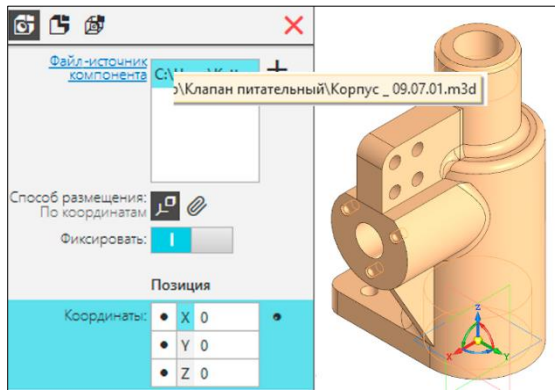 Файл-источник
компонента
C:\
р\Клапан питательный\Корпус _ 09.07.01.m3d
Способ размещения:
По координатам
Фиксировать:
Позиция
Координаты: X 0
Y 0
Z 0
Z
X
Y